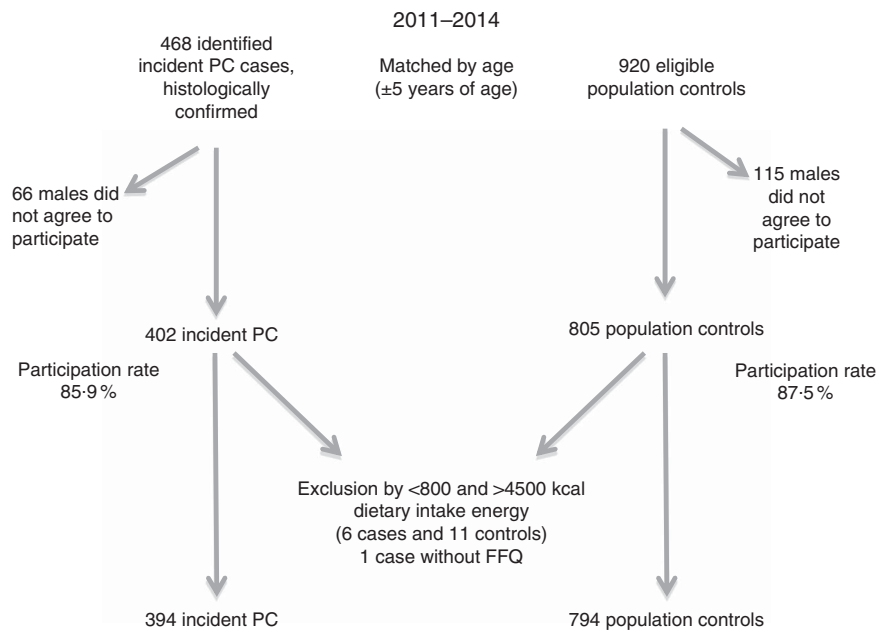 2011–2014
468 identified
incident PC cases,
histologically
confirmed
Matched by age
(±5 years of age)
920 eligible
population controls
66 males did
not agree to
participate
115 males
did not
agree to
participate
402 incident PC
805 population controls
Participation rate
85·9 %
Participation rate
87·5 %
Exclusion by <800 and >4500 kcal
dietary intake energy
(6 cases and 11 controls)
1 case without FFQ
394 incident PC
794 population controls